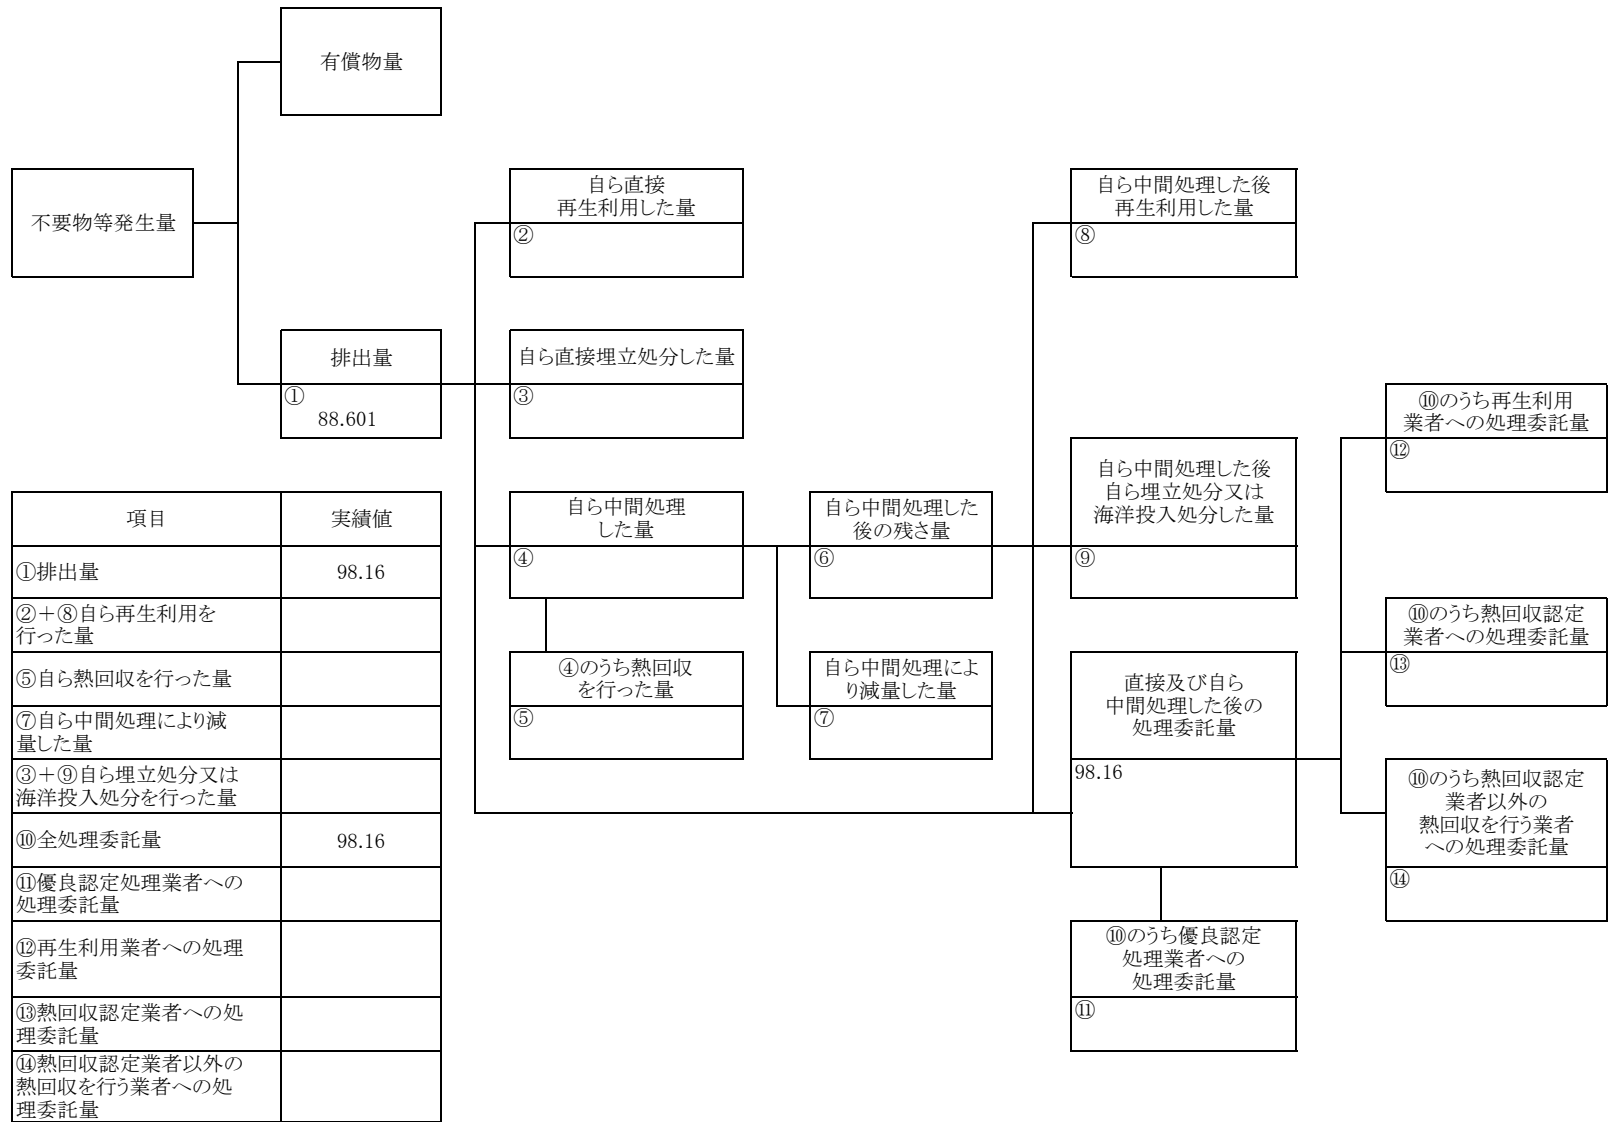 有償物量
不要物等発生量
自ら直接
再生利用した量
②
自ら中間処理した後
再生利用した量
⑧
排出量
①
88.601
自ら直接埋立処分した量
③
⑩のうち再生利用
業者への処理委託量
⑫
自ら中間処理
した量
④
自ら中間処理した
後の残さ量
⑥
自ら中間処理した後
自ら埋立処分又は
海洋投入処分した量
⑨
⑩のうち熱回収認定
業者への処理委託量
⑬
④のうち熱回収
を行った量
⑤
自ら中間処理によ
り減量した量
⑦
直接及び自ら
中間処理した後の
処理委託量
98.16
⑩のうち熱回収認定
業者以外の
熱回収を行う業者
への処理委託量
⑭
⑩のうち優良認定
処理業者への
処理委託量
⑪
項目 実績値
①排出量 98.16
②＋⑧自ら再生利用を
行った量
⑤自ら熱回収を行った量
⑦自ら中間処理により減
量した量
③＋⑨自ら埋立処分又は
海洋投入処分を行った量
⑩全処理委託量 98.16
⑪優良認定処理業者への
処理委託量
⑫再生利用業者への処理
委託量
⑬熱回収認定業者への処
理委託量
⑭熱回収認定業者以外の
熱回収を行う業者への処
理委託量